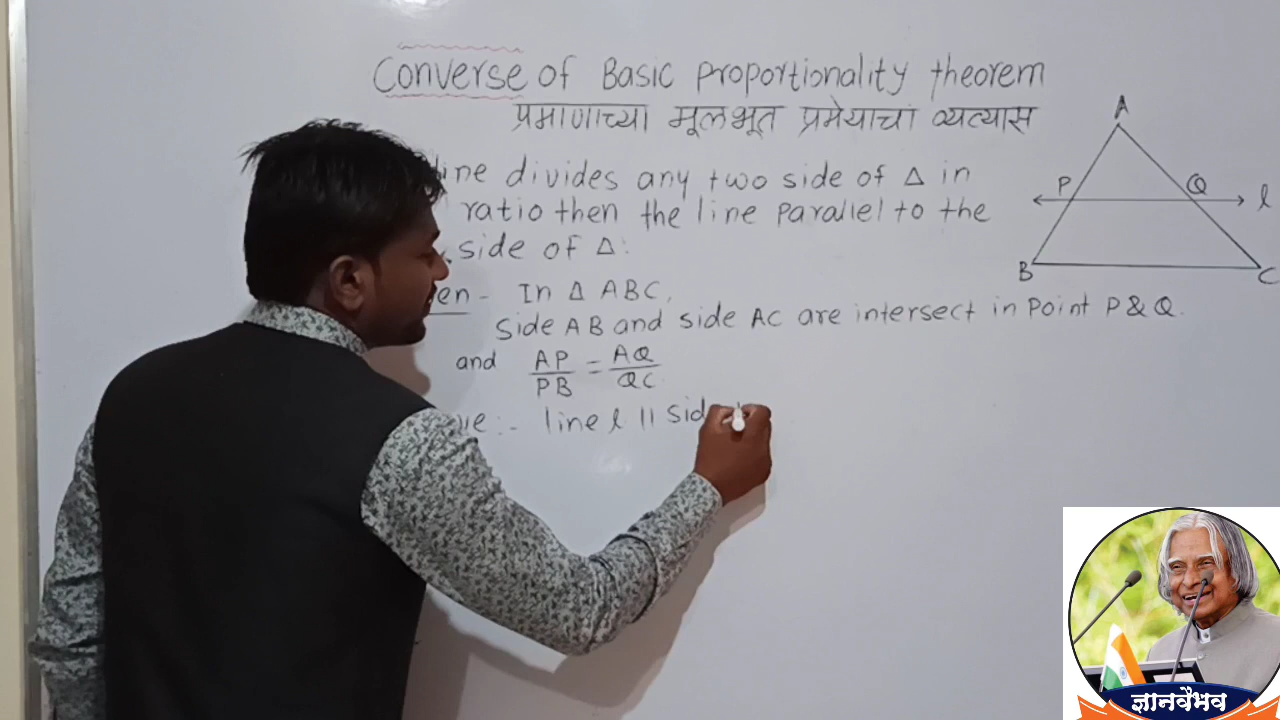 Converse of Basic proportionality theorem
प्रमाणाच्या मूलभूत प्रमेयाचा व्यत्यास
line divides any two side of Δ in
ratio then the line parallel to the
side of Δ.
en - In Δ ABC,
side AB and side AC are intersect in point P & Q.
and AP/PB = AQ/QC
ve :- line l || sid
A
P
Q
l
B
C
ज्ञानवैभव